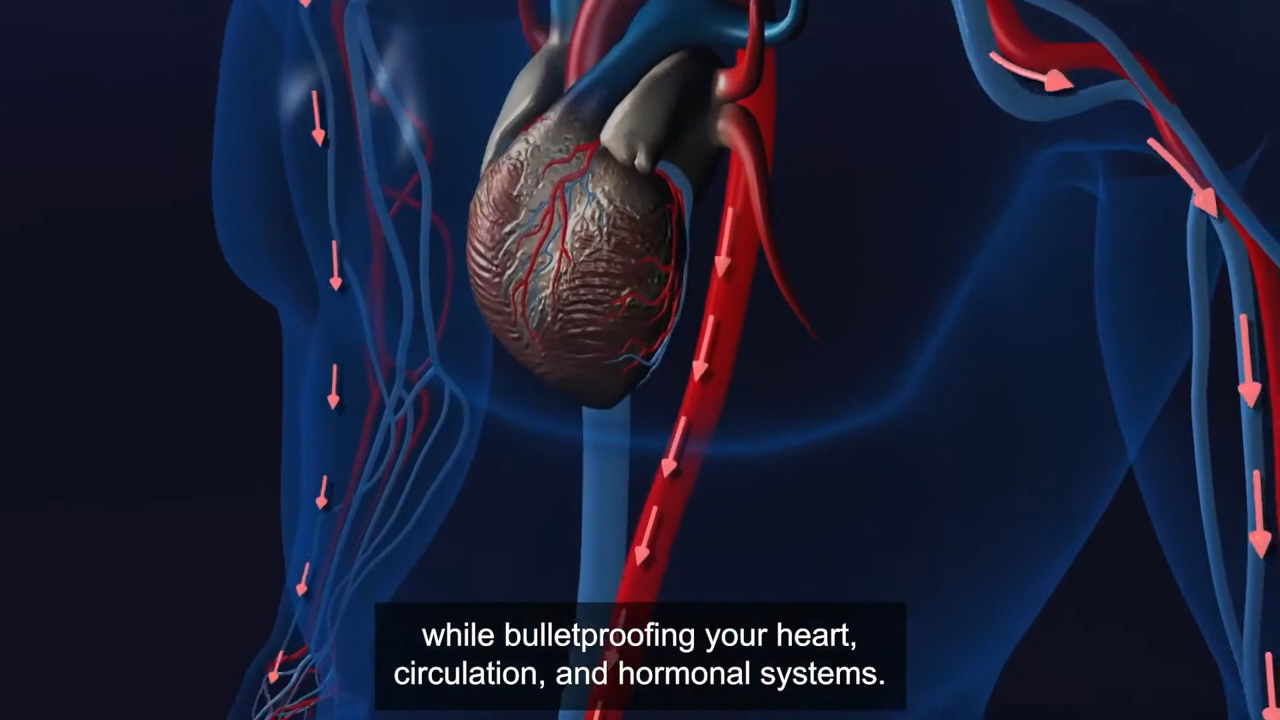 while bulletproofing your heart,
circulation, and hormonal systems.